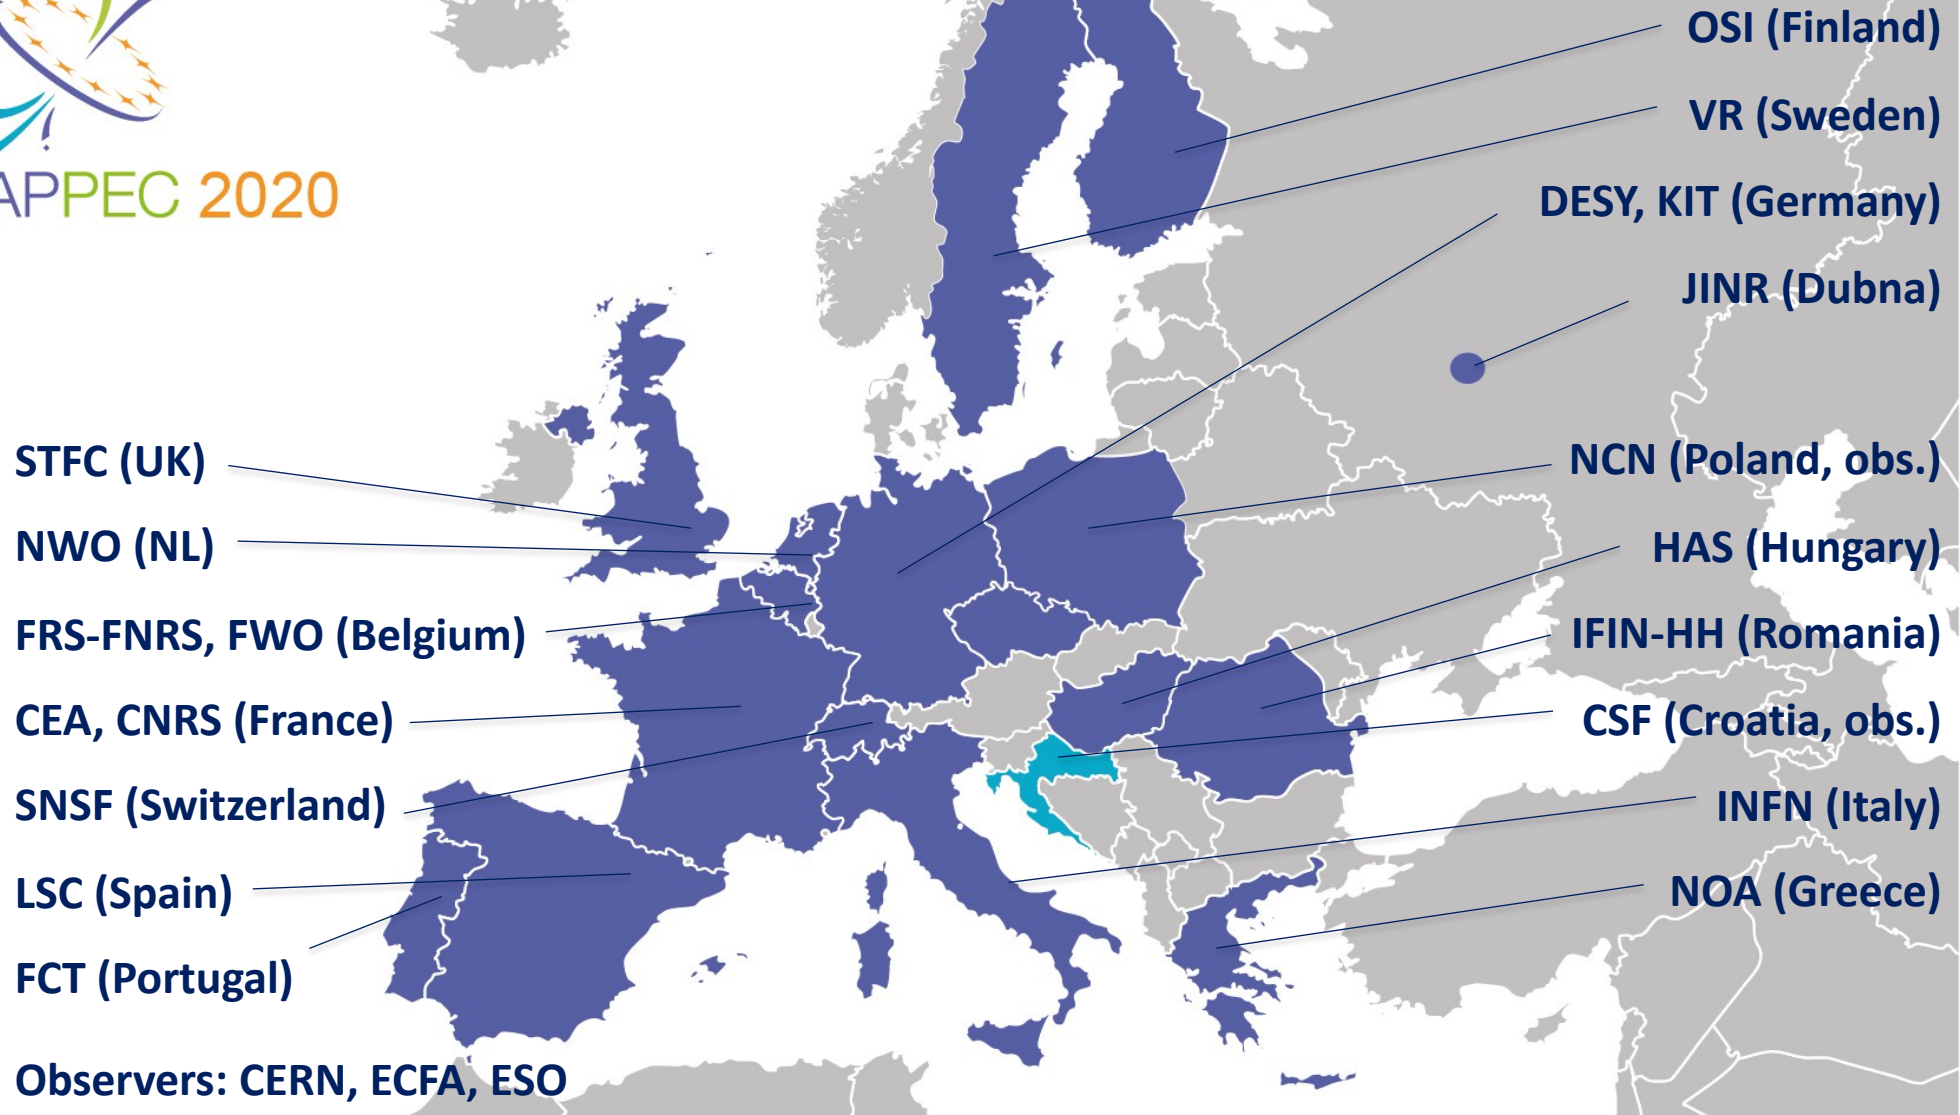 APPEC 2020
OSI (Finland)
VR (Sweden)
DESY, KIT (Germany)
JINR (Dubna)
STFC (UK)
NCN (Poland, obs.)
NWO (NL)
HAS (Hungary)
FRS-FNRS, FWO (Belgium)
IFIN-HH (Romania)
CEA, CNRS (France)
CSF (Croatia, obs.)
SNSF (Switzerland)
INFN (Italy)
LSC (Spain)
NOA (Greece)
FCT (Portugal)
Observers: CERN, ECFA, ESO